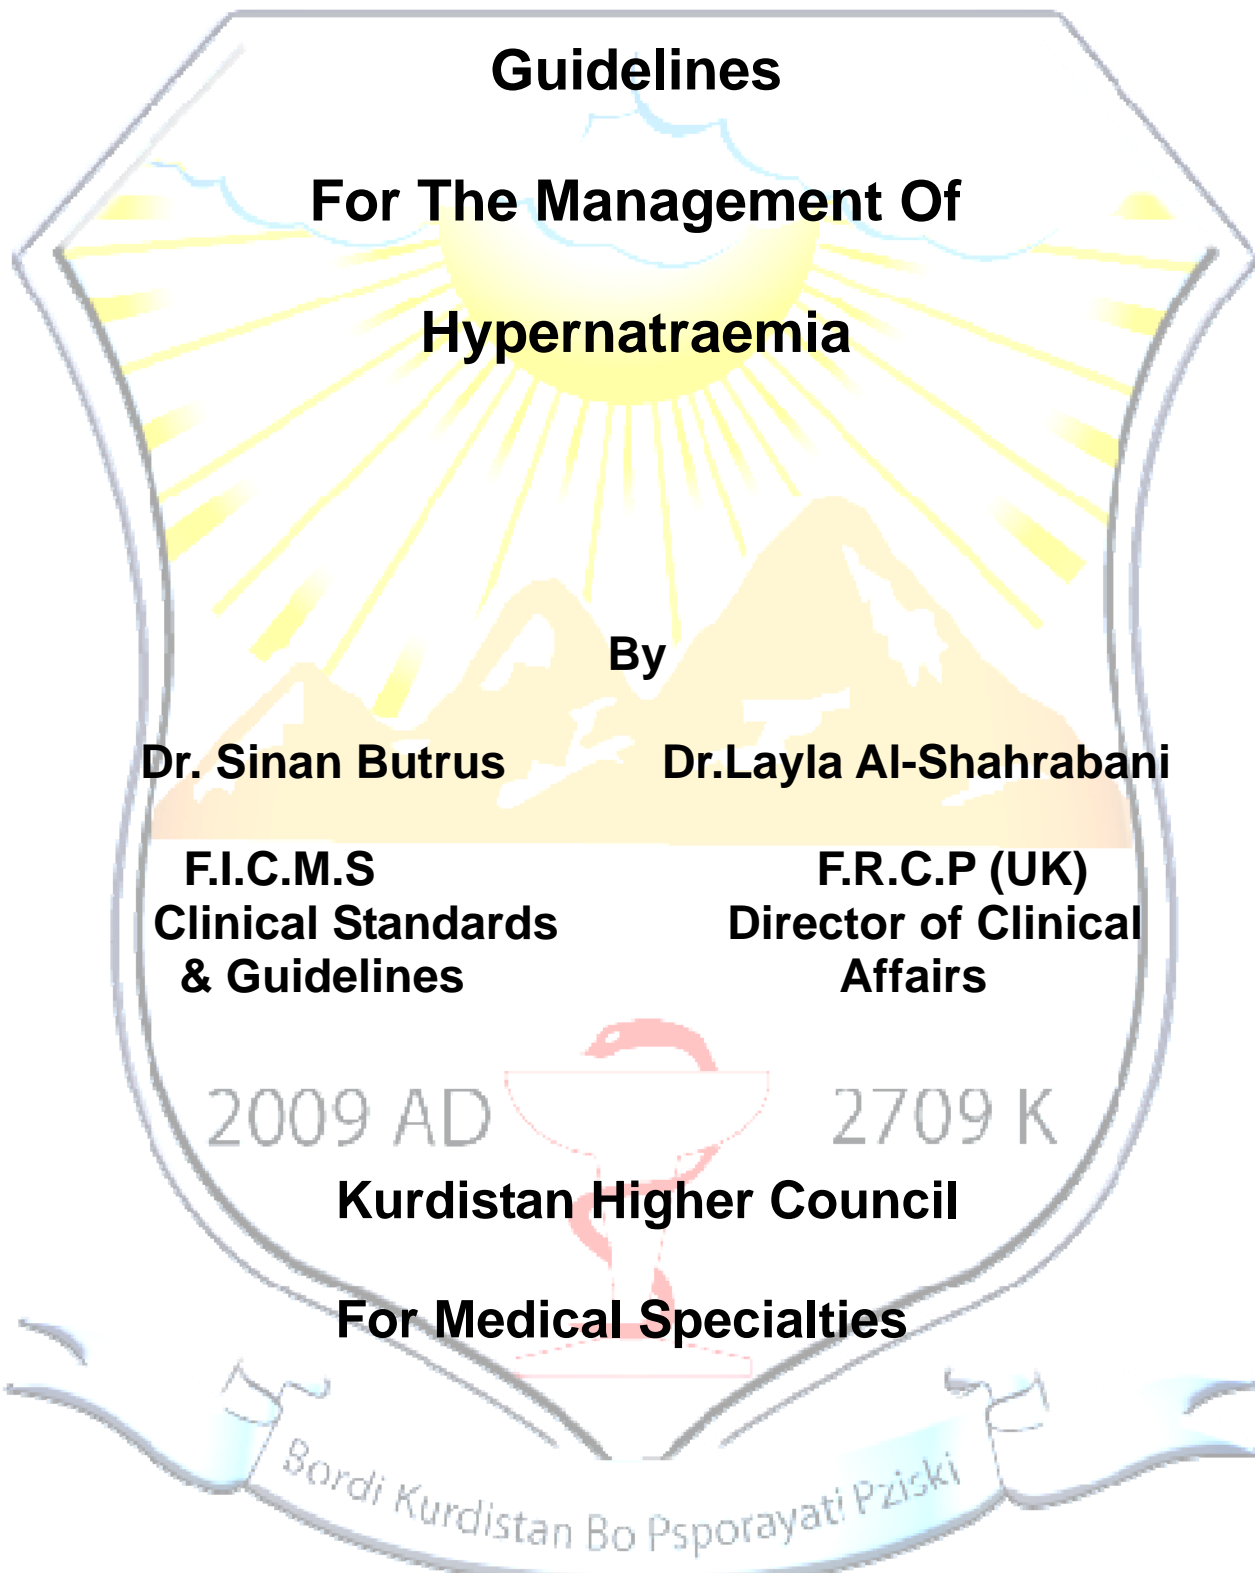 Guidelines
For The Management Of
Hypernatraemia
By
Dr. Sinan Butrus Dr.Layla Al-Shahrabani
F.I.C.M.S F.R.C.P (UK)
Clinical Standards Director of Clinical
& Guidelines Affairs
2009 AD 2709 K
Kurdistan Higher Council
For Medical Specialties
Bordi Kurdistan Bo Psporayati Pziski